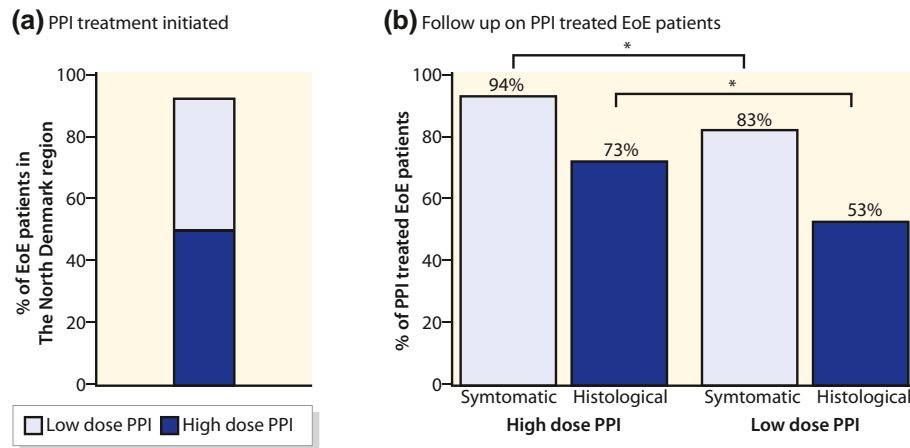 (a) PPI treatment initiated
100
80
60
40
20
0
% of EoE patients in
The North Denmark region
Low dose PPI
High dose PPI
(b) Follow up on PPI treated EoE patients
*
*
100
80
60
40
20
0
% of PPI treated EoE patients
94%
73%
83%
53%
Symtomatic Histological Symtomatic Histological
High dose PPI Low dose PPI